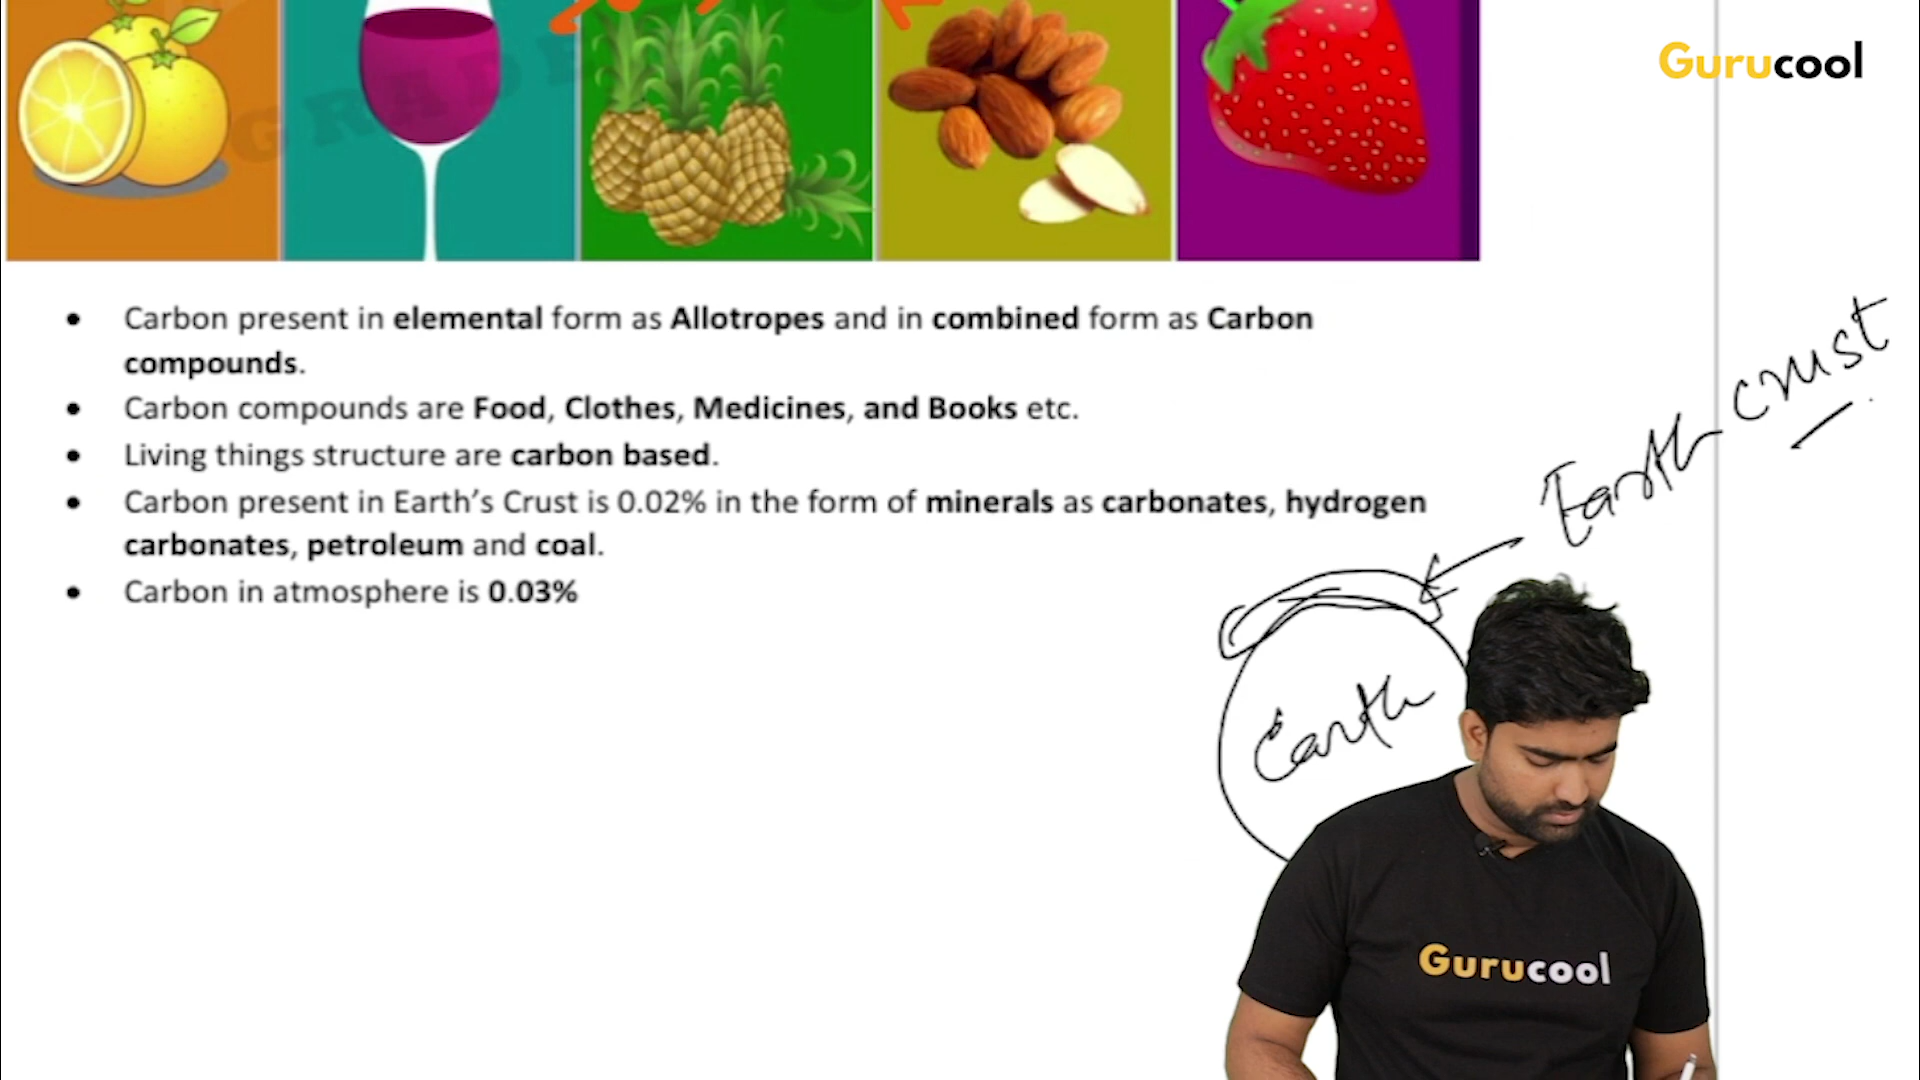 GRADE
Gurucool
• Carbon present in elemental form as Allotropes and in combined form as Carbon
compounds.
• Carbon compounds are Food, Clothes, Medicines, and Books etc.
• Living things structure are carbon based.
• Carbon present in Earth’s Crust is 0.02% in the form of minerals as carbonates, hydrogen
carbonates, petroleum and coal.
• Carbon in atmosphere is 0.03%
Earth crust
Earth
Gurucool